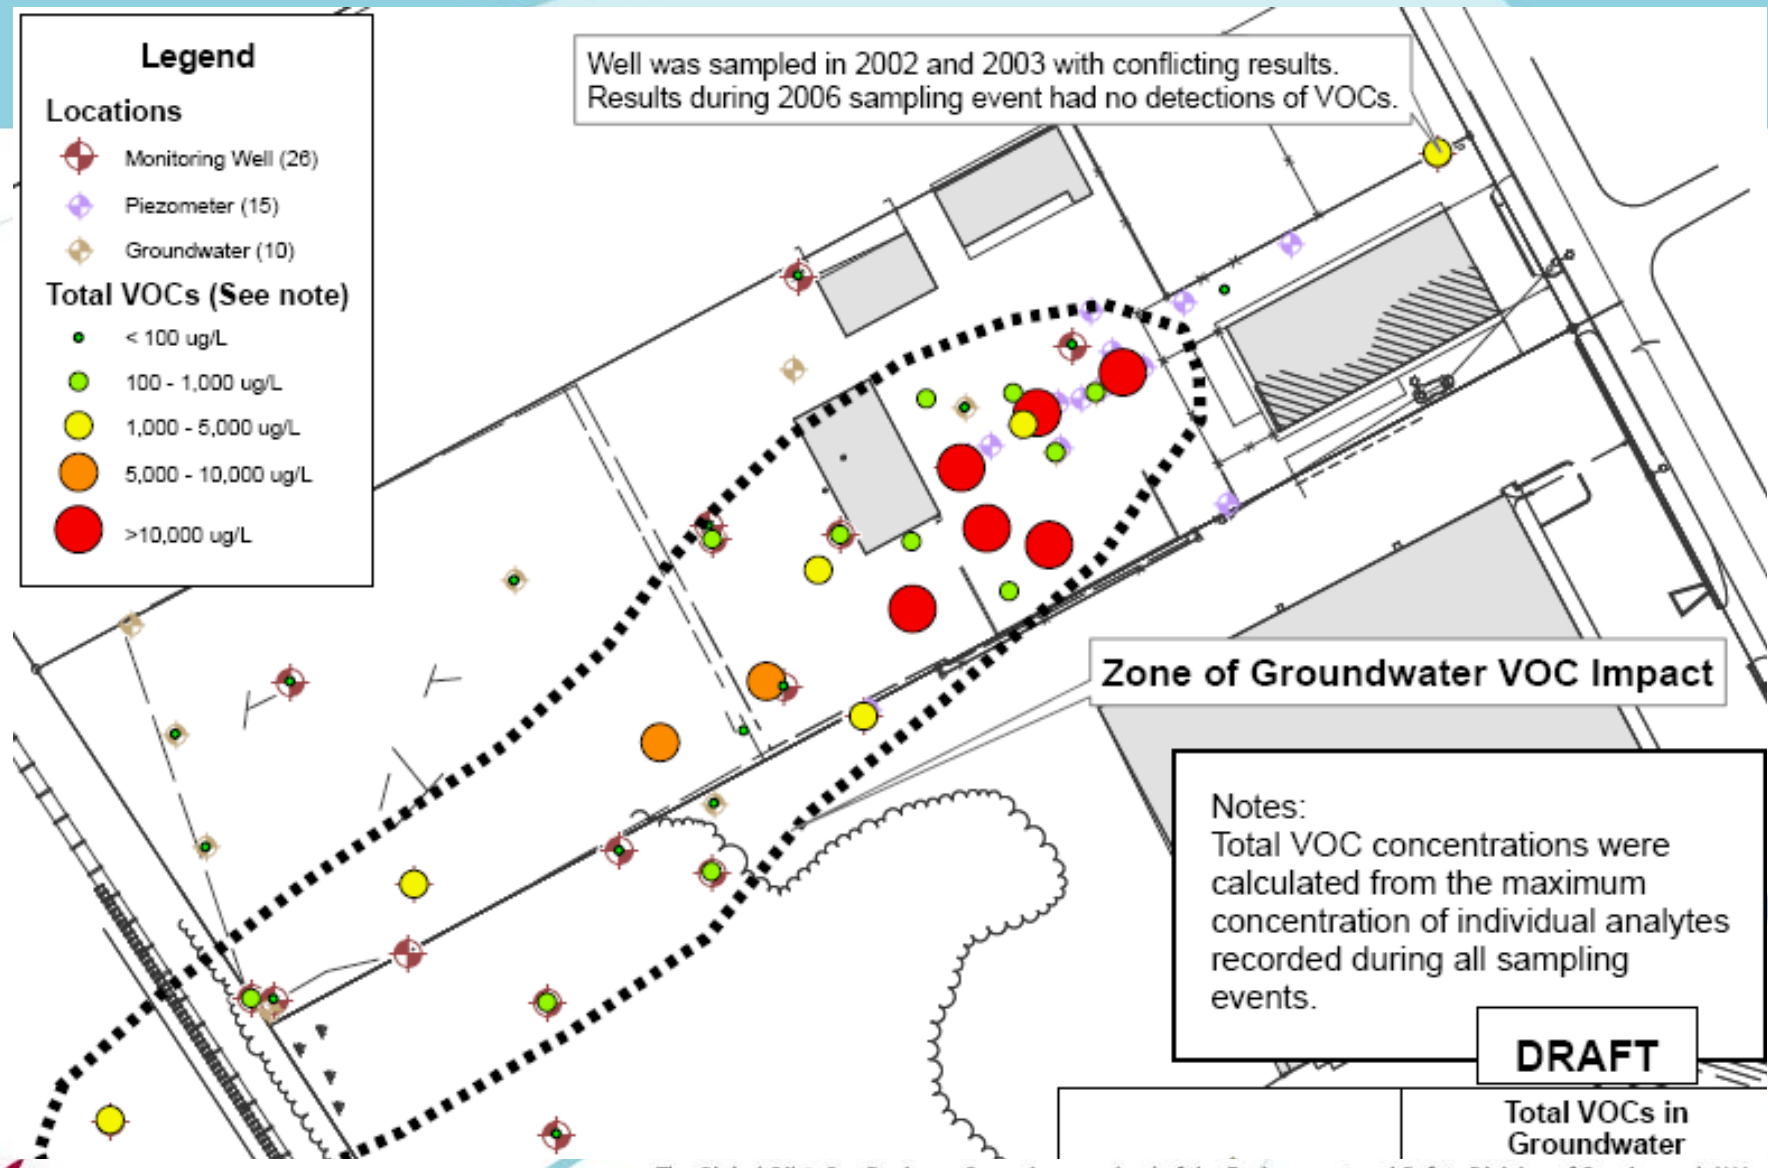 Legend
Locations
Monitoring Well (26)
Piezometer (15)
Groundwater (10)
Total VOCs (See note)
< 100 ug/L
100 - 1,000 ug/L
1,000 - 5,000 ug/L
5,000 - 10,000 ug/L
>10,000 ug/L
Well was sampled in 2002 and 2003 with conflicting results.
Results during 2006 sampling event had no detections of VOCs.
Zone of Groundwater VOC Impact
Notes:
Total VOC concentrations were
calculated from the maximum
concentration of individual analytes
recorded during all sampling
events.
DRAFT
Total VOCs in
Groundwater